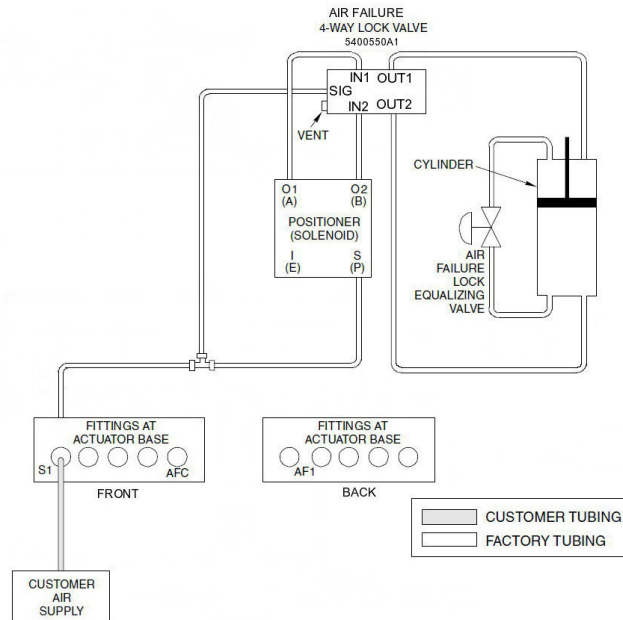 AIR FAILURE
4-WAY LOCK VALVE
5400550A1
IN1 OUT1
SIG
IN2 OUT2
VENT
CYLINDER
O1 O2
(A) (B)
POSITIONER
(SOLENOID)
I S
(E) (P)
AIR
FAILURE
LOCK
EQUALIZING
VALVE
FITTINGS AT
ACTUATOR BASE
S1
AFC
FRONT
FITTINGS AT
ACTUATOR BASE
AF1
BACK
CUSTOMER TUBING
FACTORY TUBING
CUSTOMER
AIR
SUPPLY